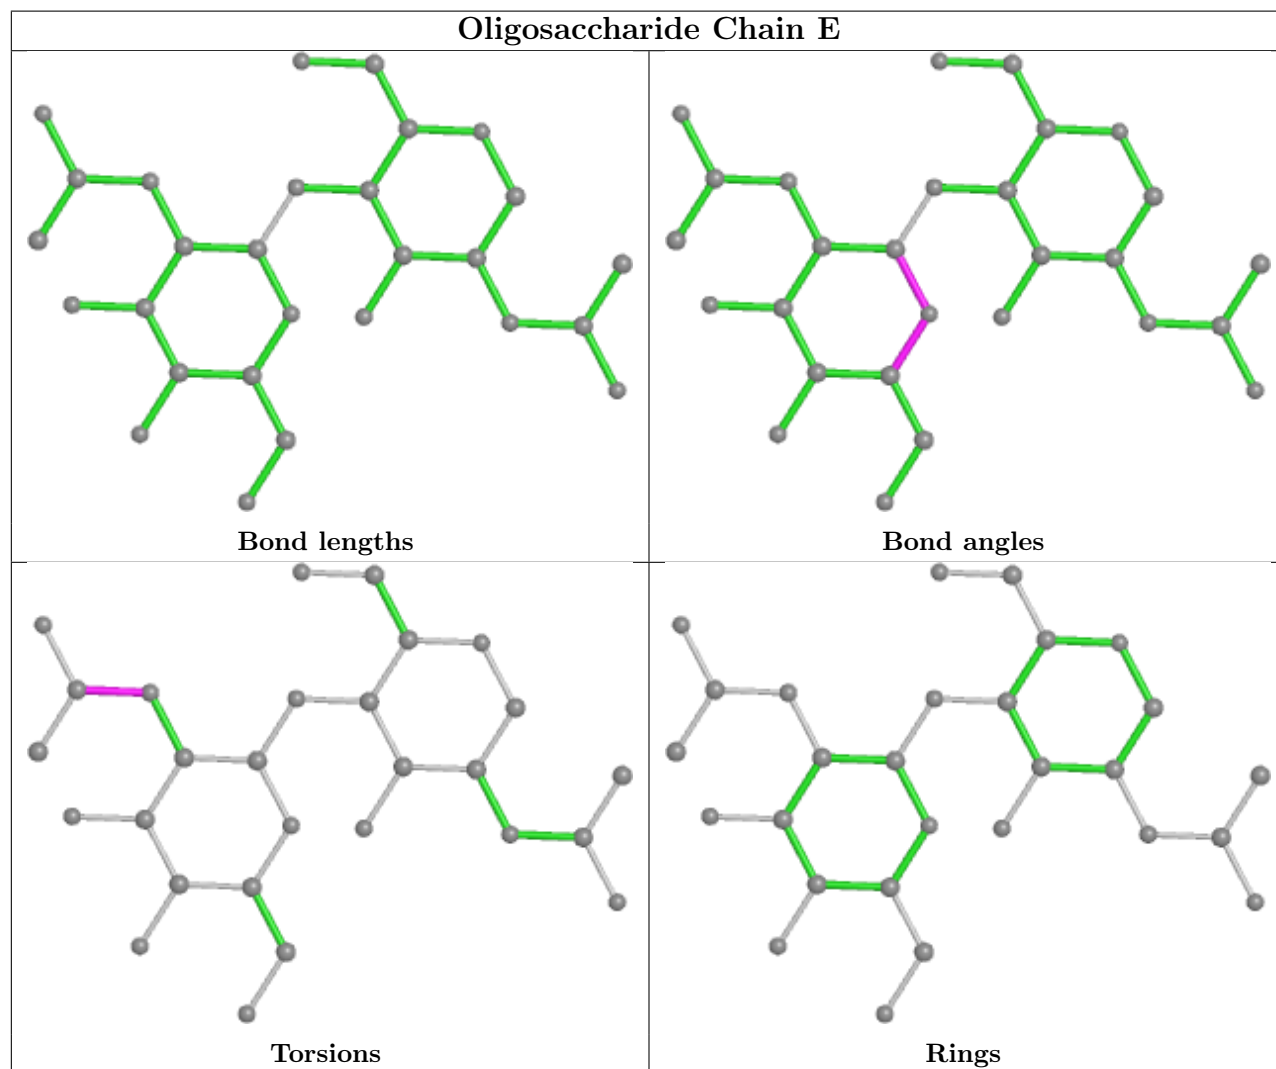 Oligosaccharide Chain E
Bond lengths
Bond angles
Torsions
Rings